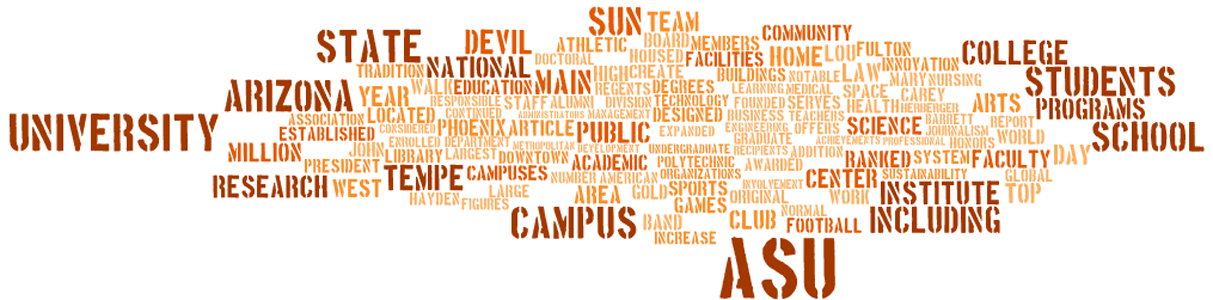 SUN TEAM
COMMUNITY
STATE DEVIL ATHLETIC BOARD MEMBERS HOME LOU FULTON COLLEGE
DOCTORAL HOUSED FACILITIES INNOVATION
TRADITION NATIONAL MAIN HIGH CREATE BUILDINGS NOTABLE LAW MARY NURSING STUDENTS
ARIZONA YEAR WALK EDUCATION REGENTS DEGREES LEARNING MEDICAL SPACE CAREY
RESPONSIBLE STAFF ALUMNI DIVISION TECHNOLOGY FOUNDED SERVES HEALTH HERBERGER ARTS PROGRAMS
UNIVERSITY ASSOCIATION LOCATED CONTINUED ADMINISTRATORS MANAGEMENT DESIGNED BUSINESS TEACHERS BARRETT REPORT
ESTABLISHED CONSIDERED PHOENIX ARTICLE PUBLIC EXPANDED ENGINEERING OFFERS SCIENCE JOURNALISM WORLD SCHOOL
MILLION JOHN ENROLLED DEPARTMENT METROPOLITAN DEVELOPMENT UNDERGRADUATE GRADUATE ACHIEVEMENTS PROFESSIONAL HONORS
PRESIDENT LIBRARY LARGEST DOWNTOWN ACADEMIC POLYTECHNIC RECIPIENTS ADDITION RANKED SYSTEM FACULTY DAY
RESEARCH WEST TEMPE CAMPUSES NUMBER AMERICAN ORGANIZATIONS AWARDED CENTER SUSTAINABILITY GLOBAL
HAYDEN LARGE AREA GOLD SPORTS INVOLVEMENT WORK INSTITUTE TOP
FIGURES GAMES ORIGINAL
CAMPUS BAND CLUB NORMAL FOOTBALL INCLUDING
INCREASE
ASU